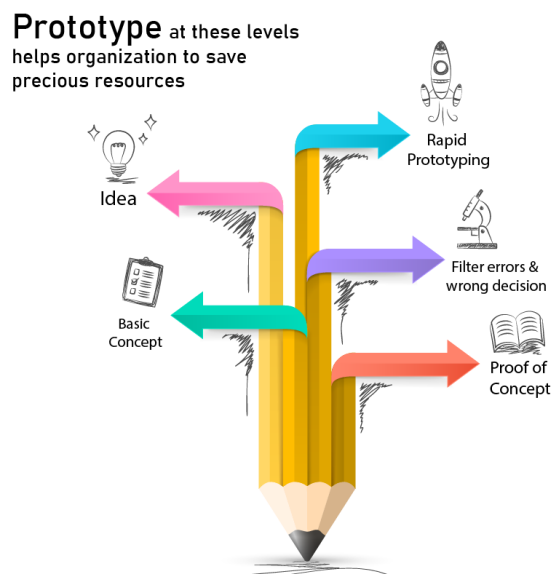 Prototype at these levels
helps organization to save
precious resources
Rapid
Prototyping
Idea
Filter errors &
wrong decision
Basic
Concept
Proof of
Concept